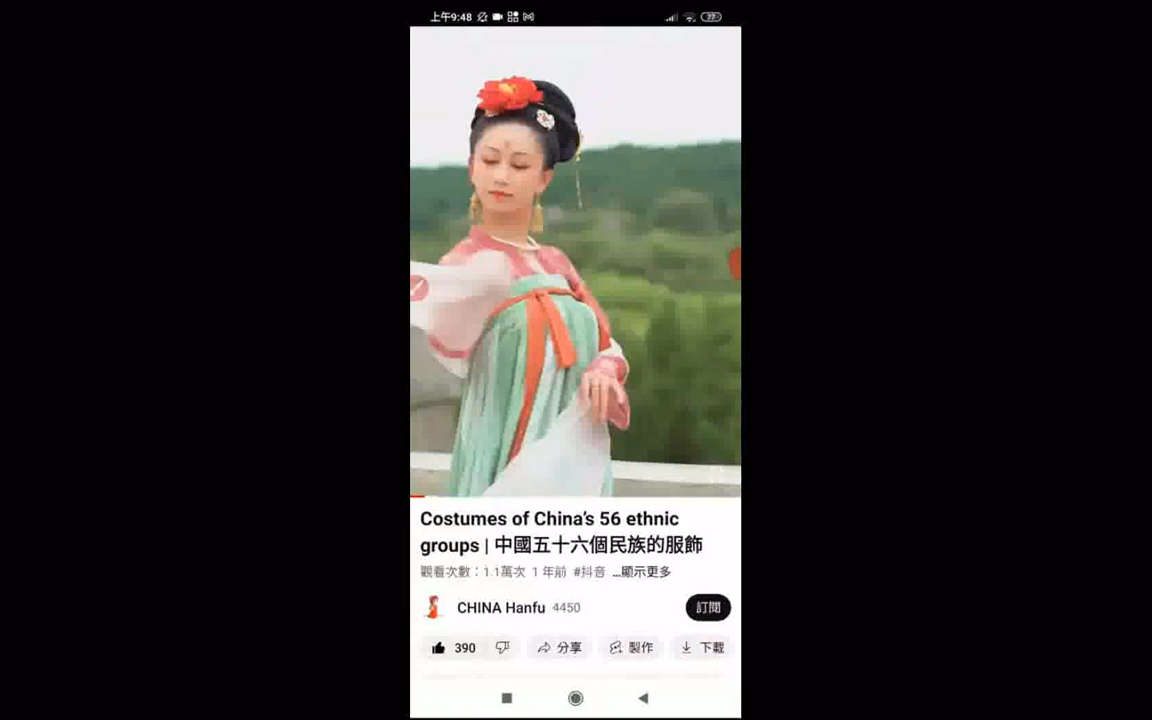 上午9:48
77
Costumes of China's 56 ethnic
groups | 中國五十六個民族的服飾
觀看次數：1.1萬次 1 年前 #抖音 ...顯示更多
CHINA Hanfu 4450
訂閱
390 分享 製作 下載